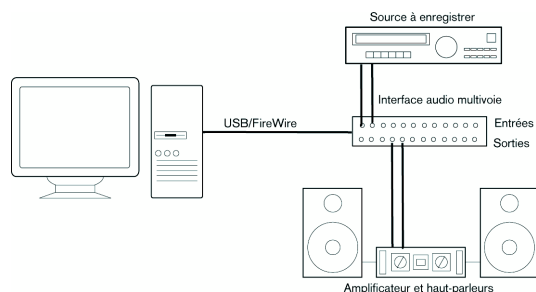 Source à enregistrer
Interface audio multivoie
USB/FireWire
Entrées
Sorties
Amplificateur et haut-parleurs